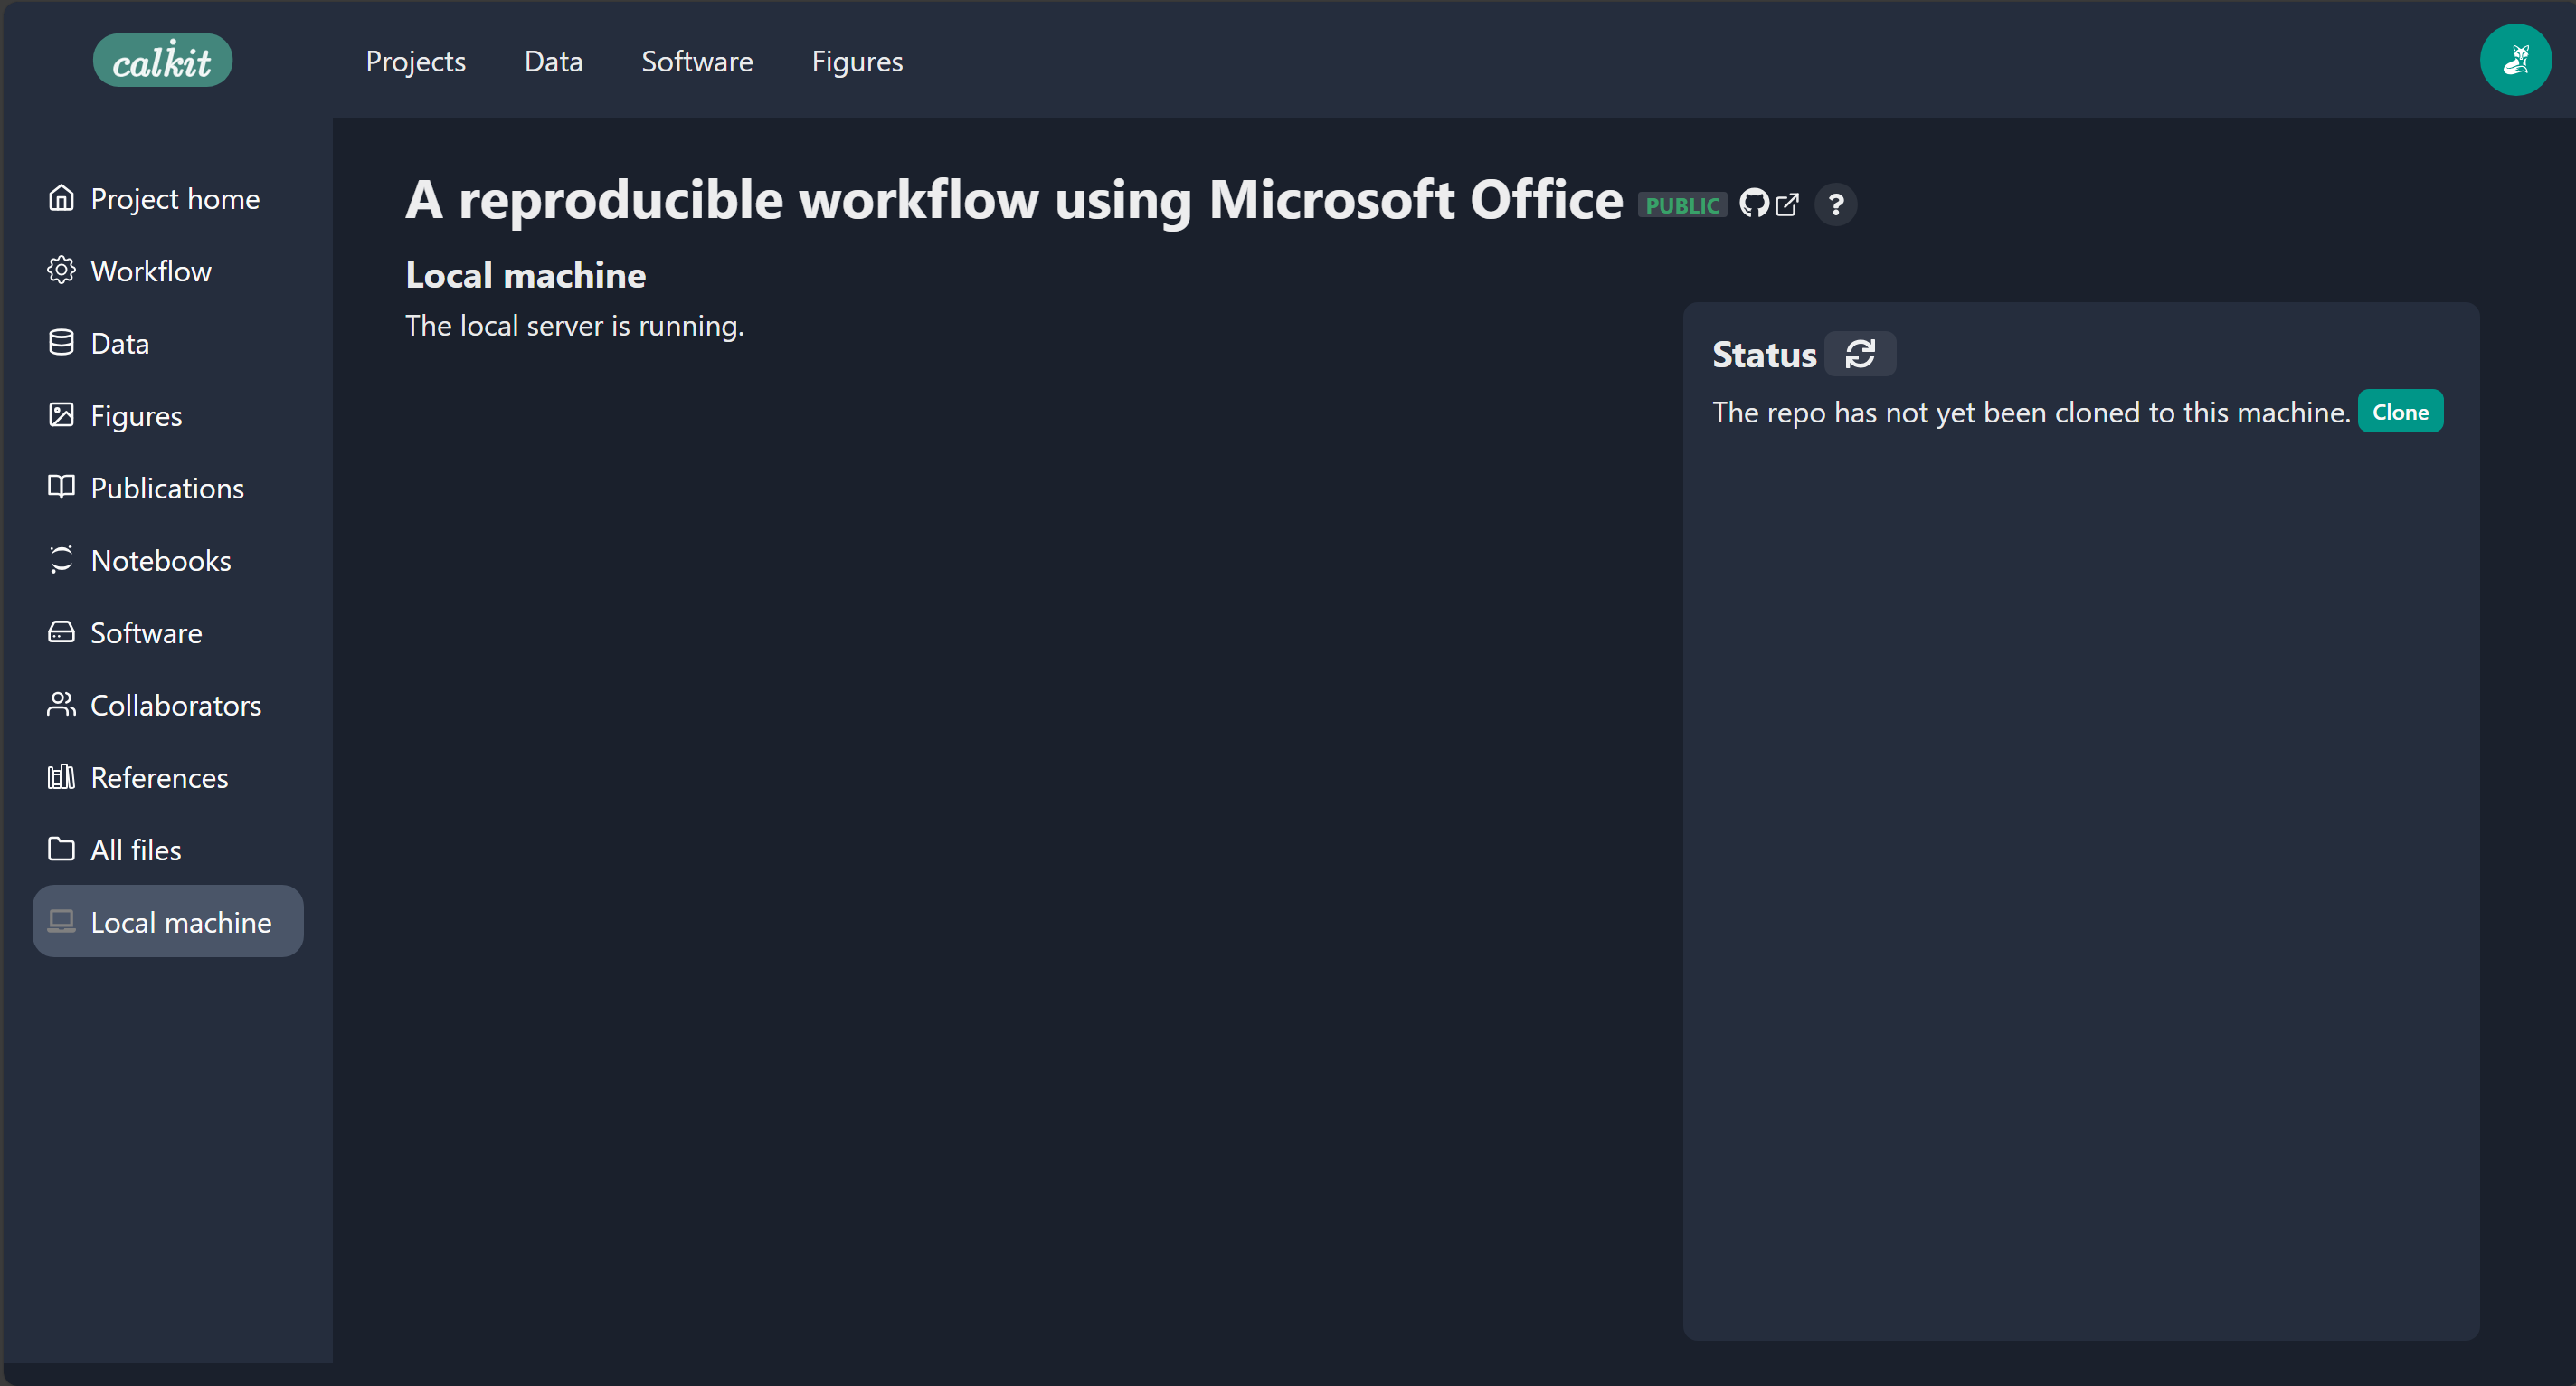 calkit
Projects
Data
Software
Figures
Project home
Workflow
Data
Figures
Publications
Notebooks
Software
Collaborators
References
All files
Local machine
A reproducible workflow using Microsoft Office PUBLIC ?
Local machine
The local server is running.
Status
The repo has not yet been cloned to this machine. Clone